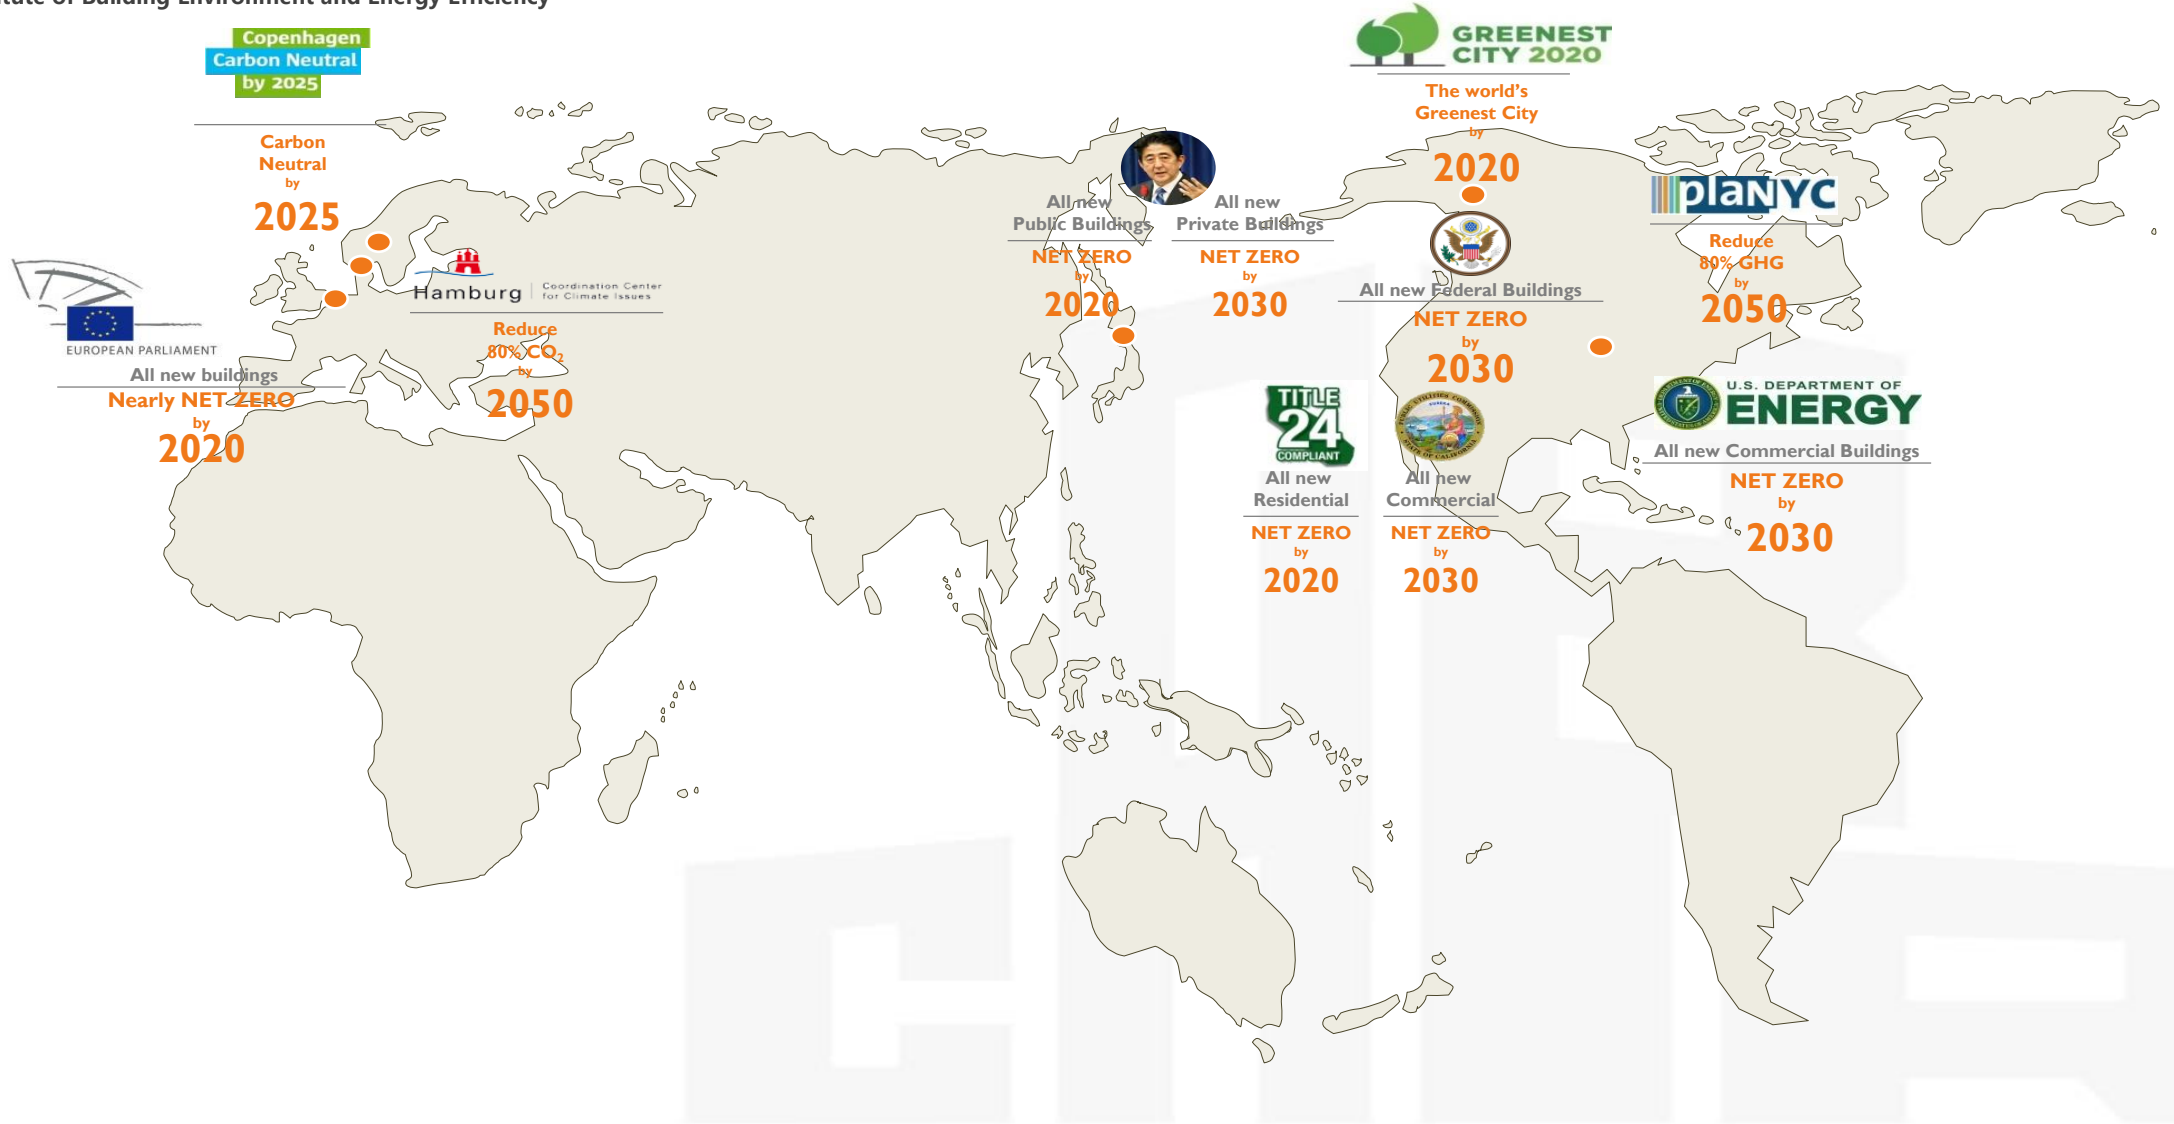 Building Environment and Energy Efficiency
Copenhagen
Carbon Neutral
by 2025
Carbon
Neutral
by
2025
EUROPEAN PARLIAMENT
All new buildings
Nearly NET ZERO
by
2020
Hamburg
Coordination Center
for Climate Issues
Reduce
80% CO₂
by
2050
All new
Public Buildings
NET ZERO
by
2020
All new
Private Buildings
NET ZERO
by
2030
GREENEST
CITY 2020
The world's
Greenest City
by
2020
All new Federal Buildings
NET ZERO
by
2030
plaNYC
Reduce
80% GHG
by
2050
TITLE
24
COMPLIANT
All new
Residential
NET ZERO
by
2020
All new
Commercial
NET ZERO
by
2030
U.S. DEPARTMENT OF
ENERGY
All new Commercial Buildings
NET ZERO
by
2030